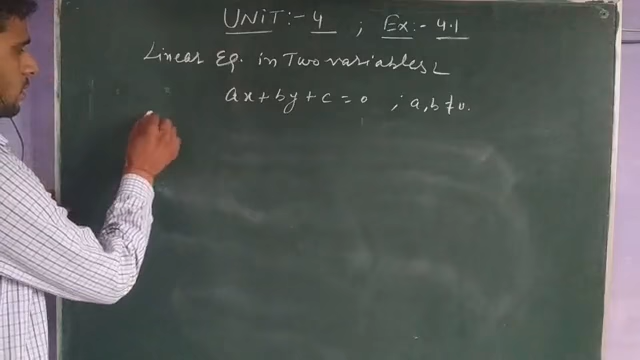 UNIT:- 4 ; Ex:- 4.1
Linear Eq. in Two variables
ax + by + c = 0 ; a, b ≠ 0.